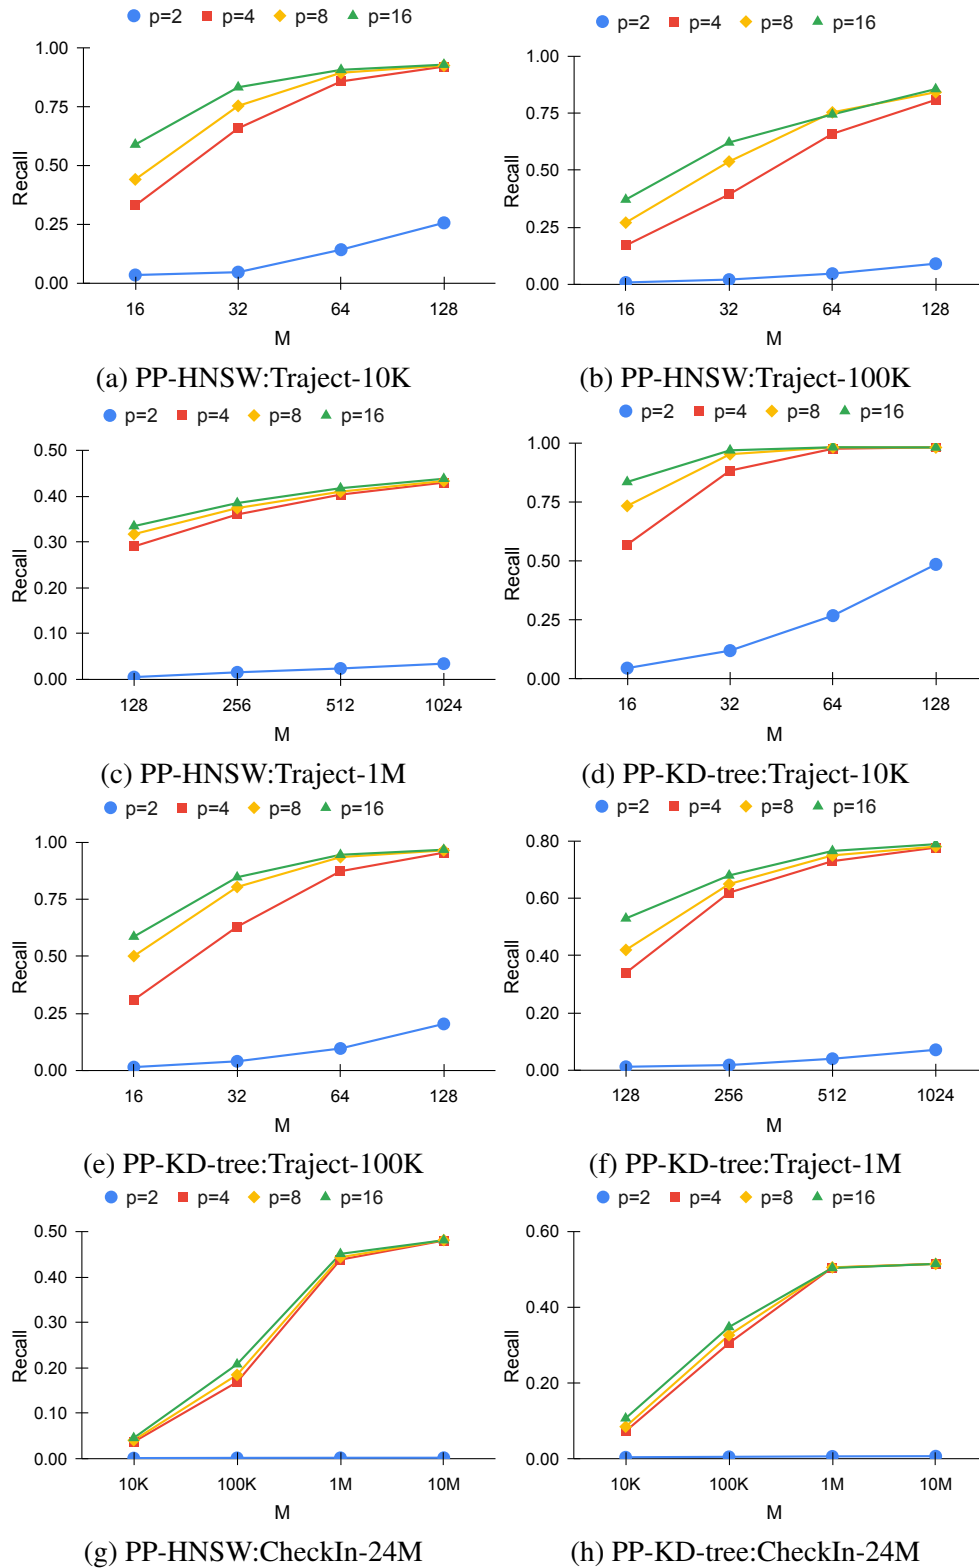 p=2 p=4 p=8 p=16
1.00
0.75
0.50
0.25
0.00
Recall
16 32 64 128
M
(a) PP-HNSW:Traject-10K
p=2 p=4 p=8 p=16
1.00
0.75
0.50
0.25
0.00
Recall
16 32 64 128
M
(b) PP-HNSW:Traject-100K
p=2 p=4 p=8 p=16
0.50
0.40
0.30
0.20
0.10
0.00
Recall
128 256 512 1024
M
(c) PP-HNSW:Traject-1M
p=2 p=4 p=8 p=16
1.00
0.75
0.50
0.25
0.00
Recall
16 32 64 128
M
(d) PP-KD-tree:Traject-10K
p=2 p=4 p=8 p=16
1.00
0.75
0.50
0.25
0.00
Recall
16 32 64 128
M
(e) PP-KD-tree:Traject-100K
p=2 p=4 p=8 p=16
0.80
0.60
0.40
0.20
0.00
Recall
128 256 512 1024
M
(f) PP-KD-tree:Traject-1M
p=2 p=4 p=8 p=16
0.50
0.40
0.30
0.20
0.10
0.00
Recall
10K 100K 1M 10M
M
(g) PP-HNSW:CheckIn-24M
p=2 p=4 p=8 p=16
0.60
0.40
0.20
0.00
Recall
10K 100K 1M 10M
M
(h) PP-KD-tree:CheckIn-24M